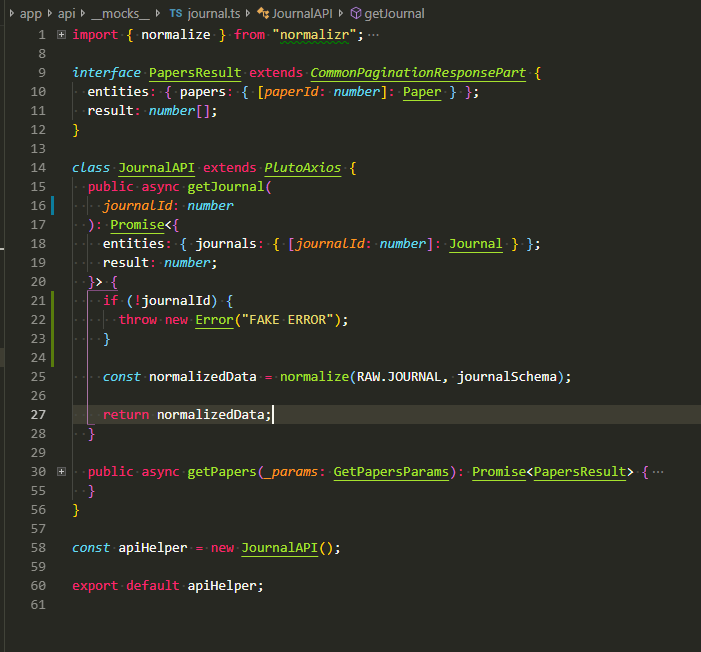 app › api › __mocks__ › TS journal.ts › JournalAPI › getJournal
1 import { normalize } from "normalizr"; ···
8
9 interface PapersResult extends CommonPaginationResponsePart {
10 entities: { papers: { [paperId: number]: Paper } };
11 result: number[];
12 }
13
14 class JournalAPI extends PlutoAxios {
15 public async getJournal(
16 journalId: number
17 ): Promise<{
18 entities: { journals: { [journalId: number]: Journal } };
19 result: number;
20 }> {
21 if (!journalId) {
22 throw new Error("FAKE ERROR");
23 }
24
25 const normalizedData = normalize(RAW.JOURNAL, journalSchema);
26
27 return normalizedData;
28 }
29
30 public async getPapers(_params: GetPapersParams): Promise<PapersResult> { ···
55 }
56 }
57
58 const apiHelper = new JournalAPI();
59
60 export default apiHelper;
61